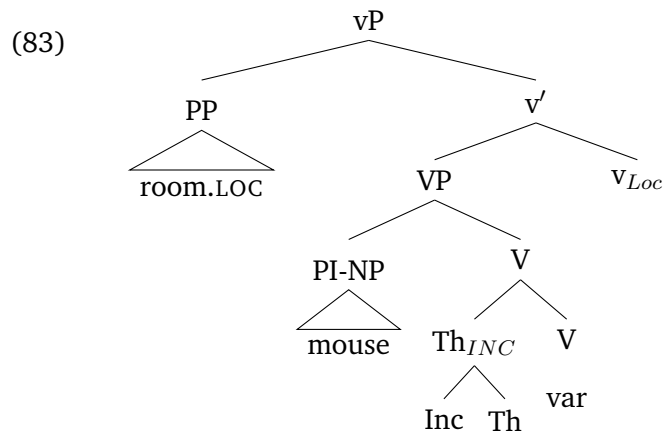 (83)
vP
PP v′
room.LOC VP v_Loc
PI-NP V
mouse Th_INC V
Inc Th var